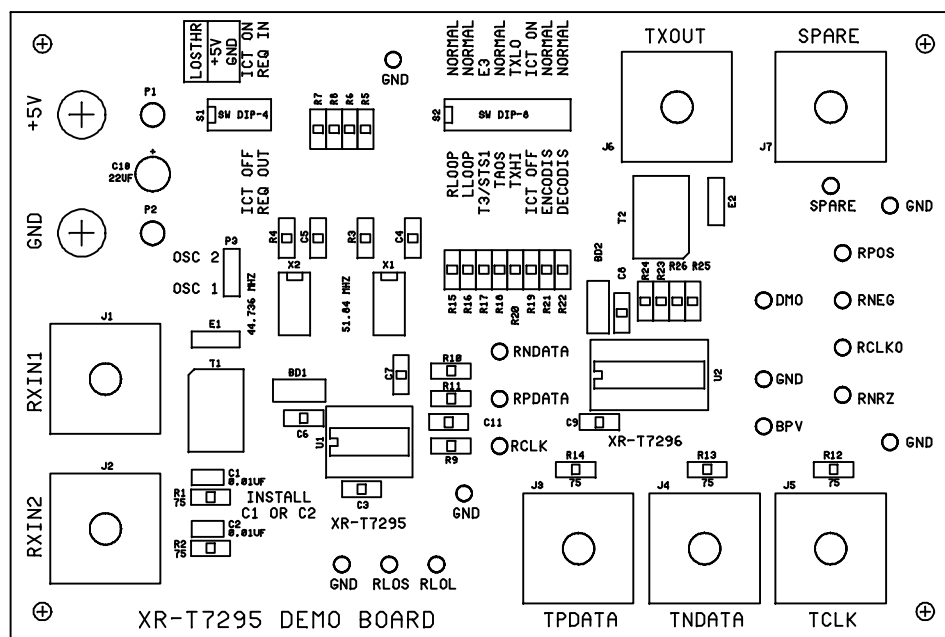 LOSTHR
+5V
GND
ICT ON
REQ IN
NORMAL
NORMAL
E3
NORMAL
TXLO
ICT ON
NORMAL
NORMAL
TXOUT
SPARE
GND
+5V
P1
S1
SW DIP-4
R7
R8
R6
R5
S2
SW DIP-8
J6
J7
+
C10
22UF
ICT OFF
REQ OUT
RLOOP
LLOOP
T3/STS1
TAOS
TXHI
ICT OFF
ENCODIS
DECODIS
T2
E2
SPARE
GND
GND
P2
P3
OSC 2
OSC 1
R4
C5
R3
C4
X2
X1
44.736 MHZ
51.84 MHZ
R15
R16
R17
R18
R20
R19
R21
R22
BD2
C8
R24
R23
R26
R25
RPOS
DMO
RNEG
RCLKO
GND
RNRZ
BPV
GND
J1
RXIN1
E1
T1
BD1
C7
C6
U1
R10
R11
C11
R9
RNDATA
RPDATA
RCLK
U2
C9
XR-T7296
J2
RXIN2
C1
0.01UF
R1
75
INSTALL
C1 OR C2
C2
0.01UF
R2
75
C3
XR-T7295
GND
R14
75
R13
75
R12
75
J3
J4
J5
GND
RLOS
RLOL
XR-T7295 DEMO BOARD
TPDATA
TNDATA
TCLK